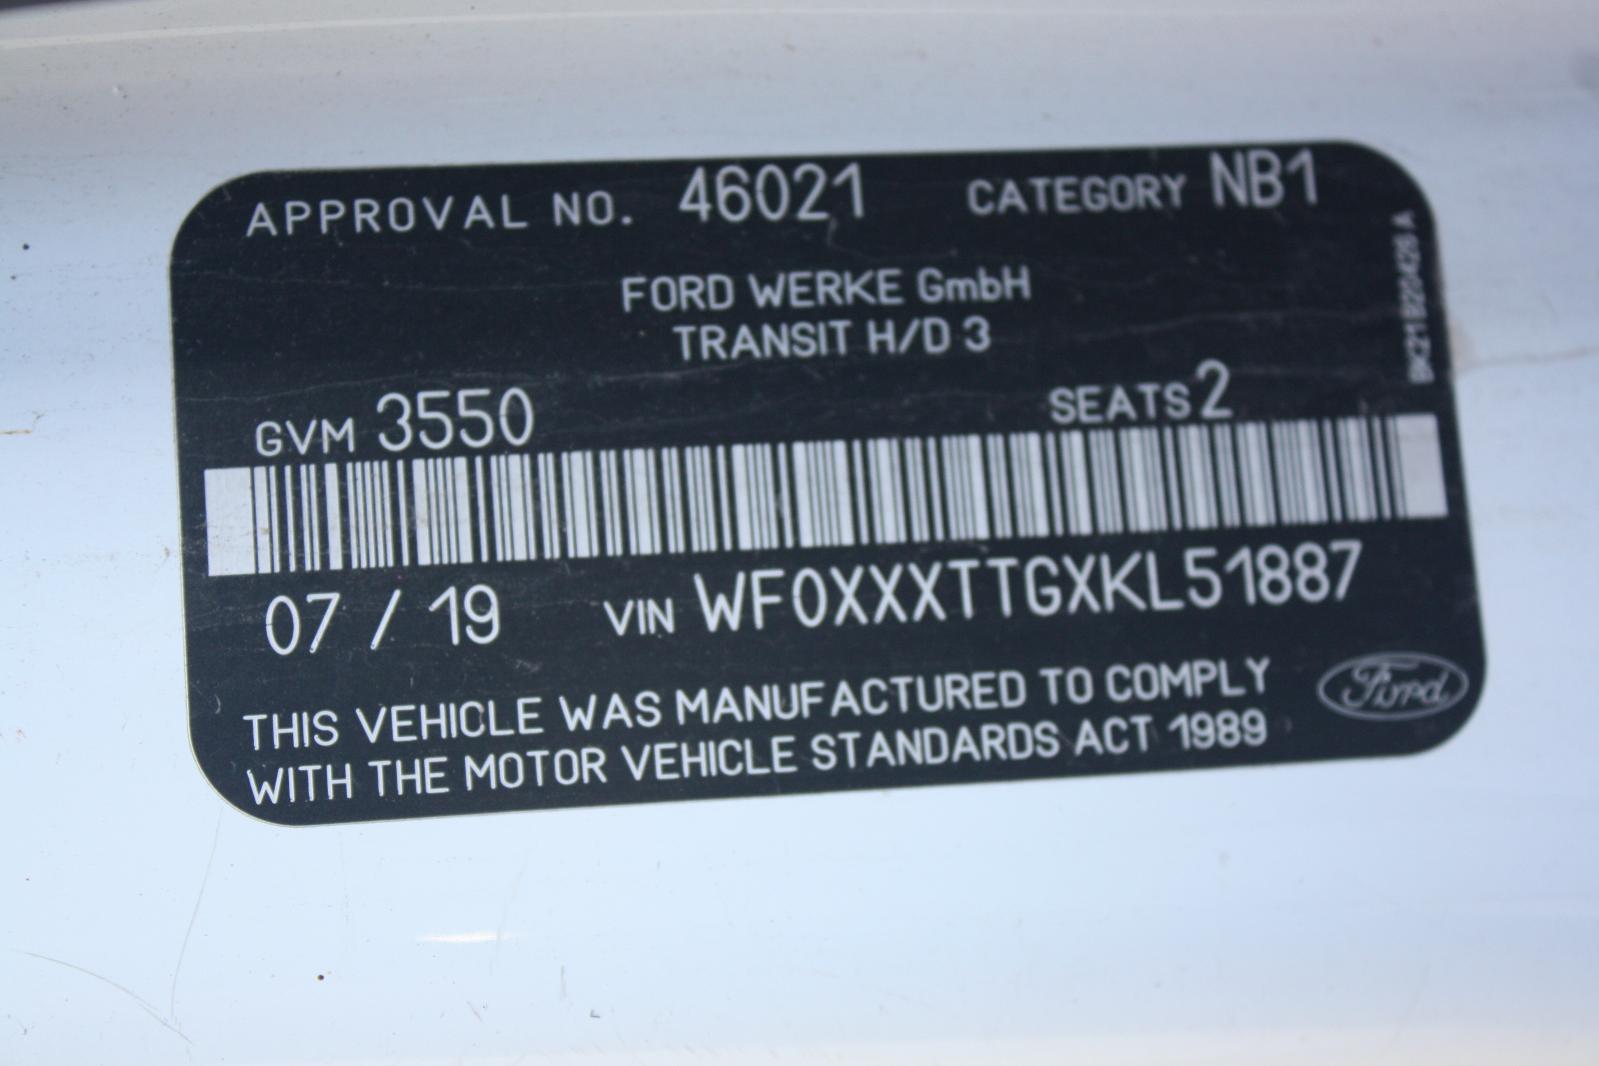 APPROVAL NO. 46021 CATEGORY NB1
FORD WERKE GmbH
TRANSIT H/D 3
GVM 3550 SEATS 2
07 / 19 VIN WF0XXXTTGXKL51887
THIS VEHICLE WAS MANUFACTURED TO COMPLY
WITH THE MOTOR VEHICLE STANDARDS ACT 1989
Ford